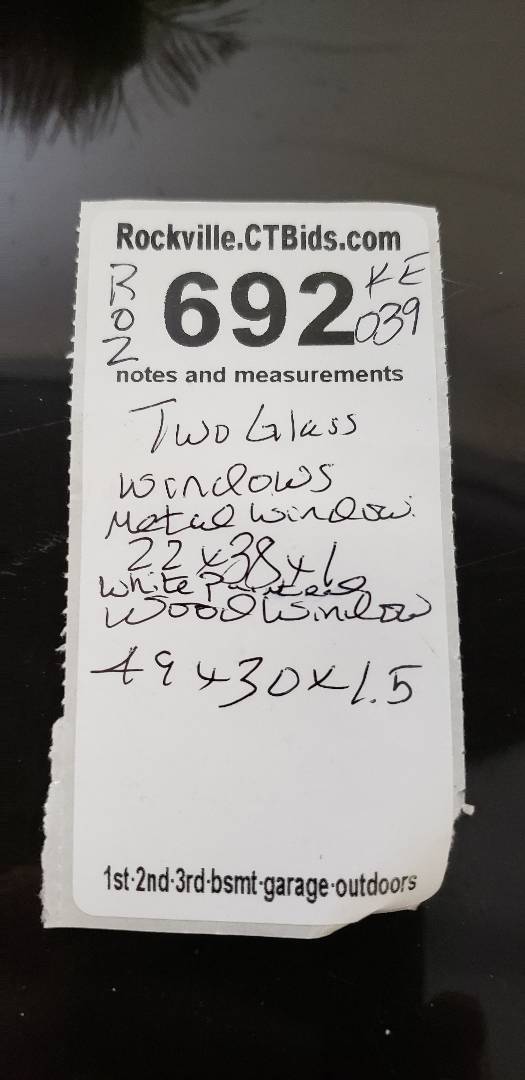 Rockville.CTBids.com
ROZ
692
KE
039
notes and measurements
Two Glass
windows
Metal window
22x38x1
White Painted
Wood Window
49x30x1.5
1st·2nd·3rd·bsmt·garage·outdoors